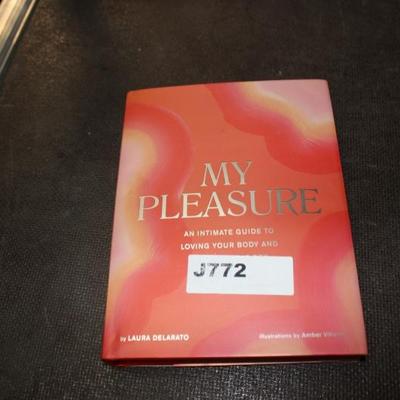 MY
PLEASURE
AN INTIMATE GUIDE TO
LOVING YOUR BODY AND
J772
by LAURA DELARATO
illustrations by Amber